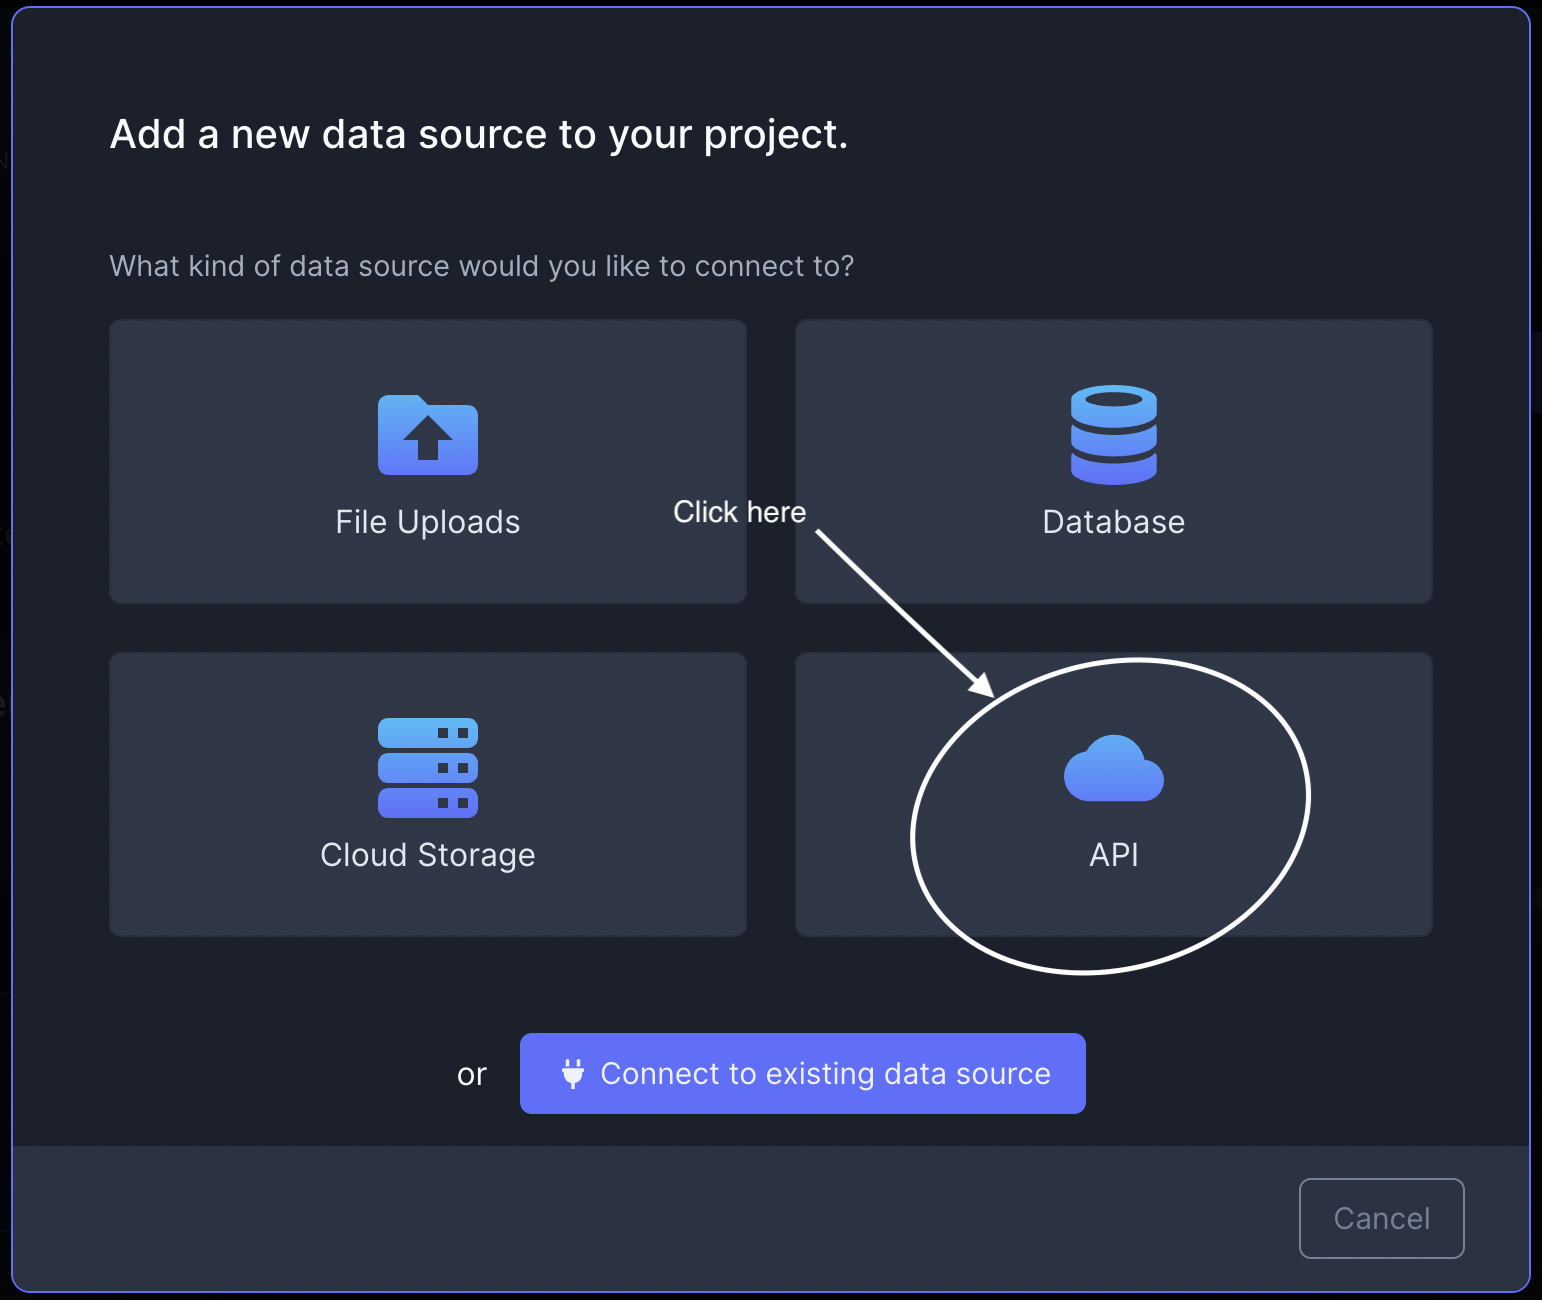 Add a new data source to your project.
What kind of data source would you like to connect to?
File Uploads
Click here
Database
Cloud Storage
API
or
Connect to existing data source
Cancel